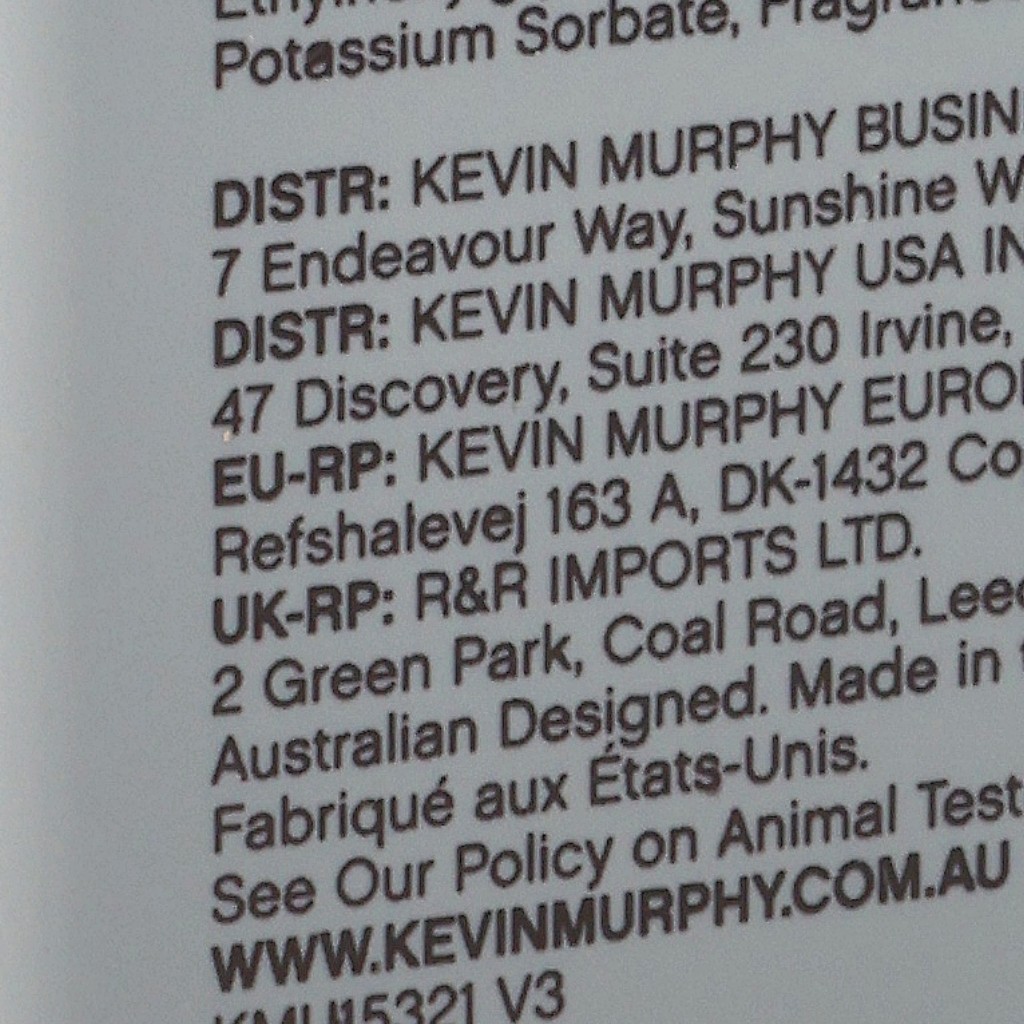 Potassium Sorbate,
DISTR: KEVIN MURPHY
7 Endeavour Way, Sunshine
DISTR: KEVIN MURPHY USA
47 Discovery, Suite 230 Irvine,
EU-RP: KEVIN MURPHY
Refshalevej 163 A, DK-1432
UK-RP: R&R IMPORTS LTD.
2 Green Park, Coal Road,
Australian Designed. Made in
Fabriqué aux États-Unis.
See Our Policy on Animal
WWW.KEVINMURPHY.COM.AU
V3